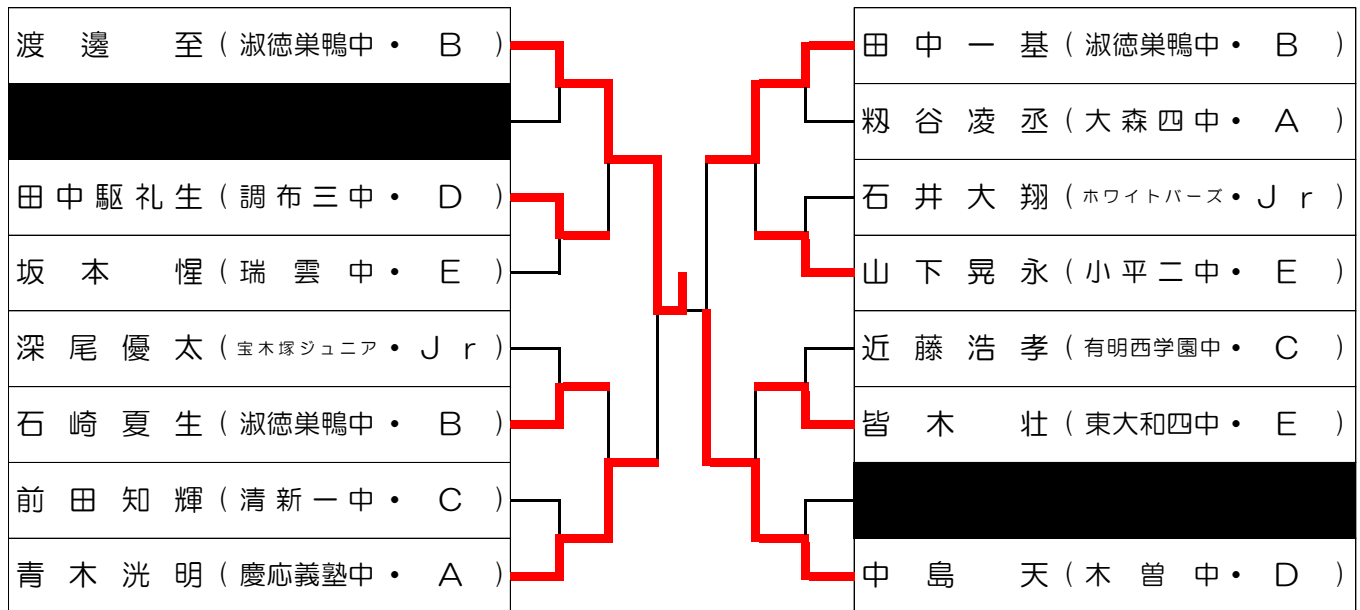 渡邊 至(淑徳巣鴨中・B)
田中駆礼生(調布三中・D)
坂本 惺(瑞雲中・E)
深尾優太(宝木塚ジュニア・Jr)
石崎夏生(淑徳巣鴨中・B)
前田知輝(清新一中・C)
青木洸明(慶応義塾中・A)
田中一基(淑徳巣鴨中・B)
籾谷凌丞(大森四中・A)
石井大翔(ホワイトバーズ・Jr)
山下晃永(小平二中・E)
近藤浩孝(有明西学園中・C)
皆木 壮(東大和四中・E)
中島 天(木曽中・D)